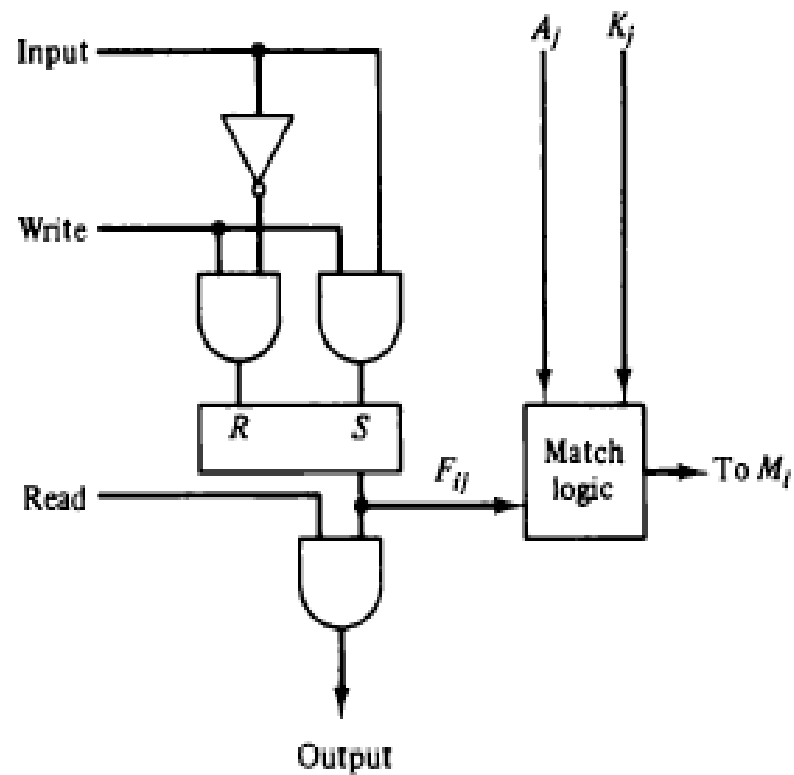 Input
A_j K_j
Write
R S
Read
F_ij
Match
logic
To M_i
Output